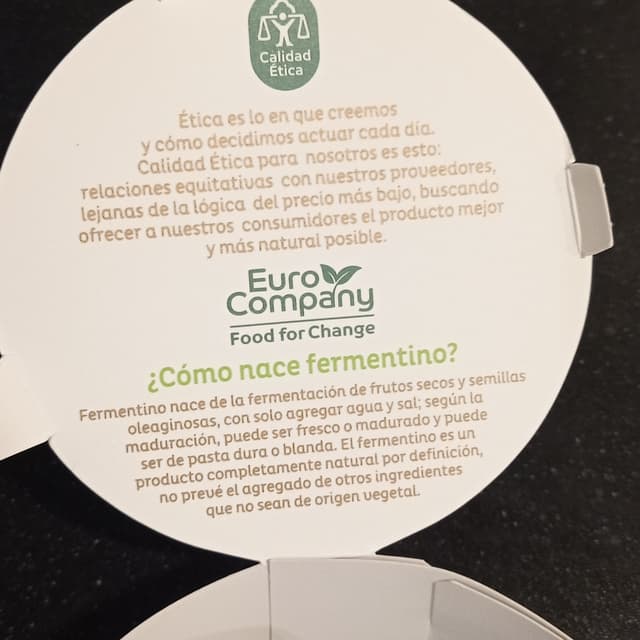 Calidad
Ética
Ética es lo en que creemos
y cómo decidimos actuar cada día.
Calidad Ética para nosotros es esto:
relaciones equitativas con nuestros proveedores,
lejanas de la lógica del precio más bajo, buscando
ofrecer a nuestros consumidores el producto mejor
y más natural posible.
Euro
Company
Food for Change
¿Cómo nace fermentino?
Fermentino nace de la fermentación de frutos secos y semillas
oleaginosas, con solo agregar agua y sal; según la
maduración, puede ser fresco o madurado y puede
ser de pasta dura o blanda. El fermentino es un
producto completamente natural por definición,
no prevé el agregado de otros ingredientes
que no sean de origen vegetal.